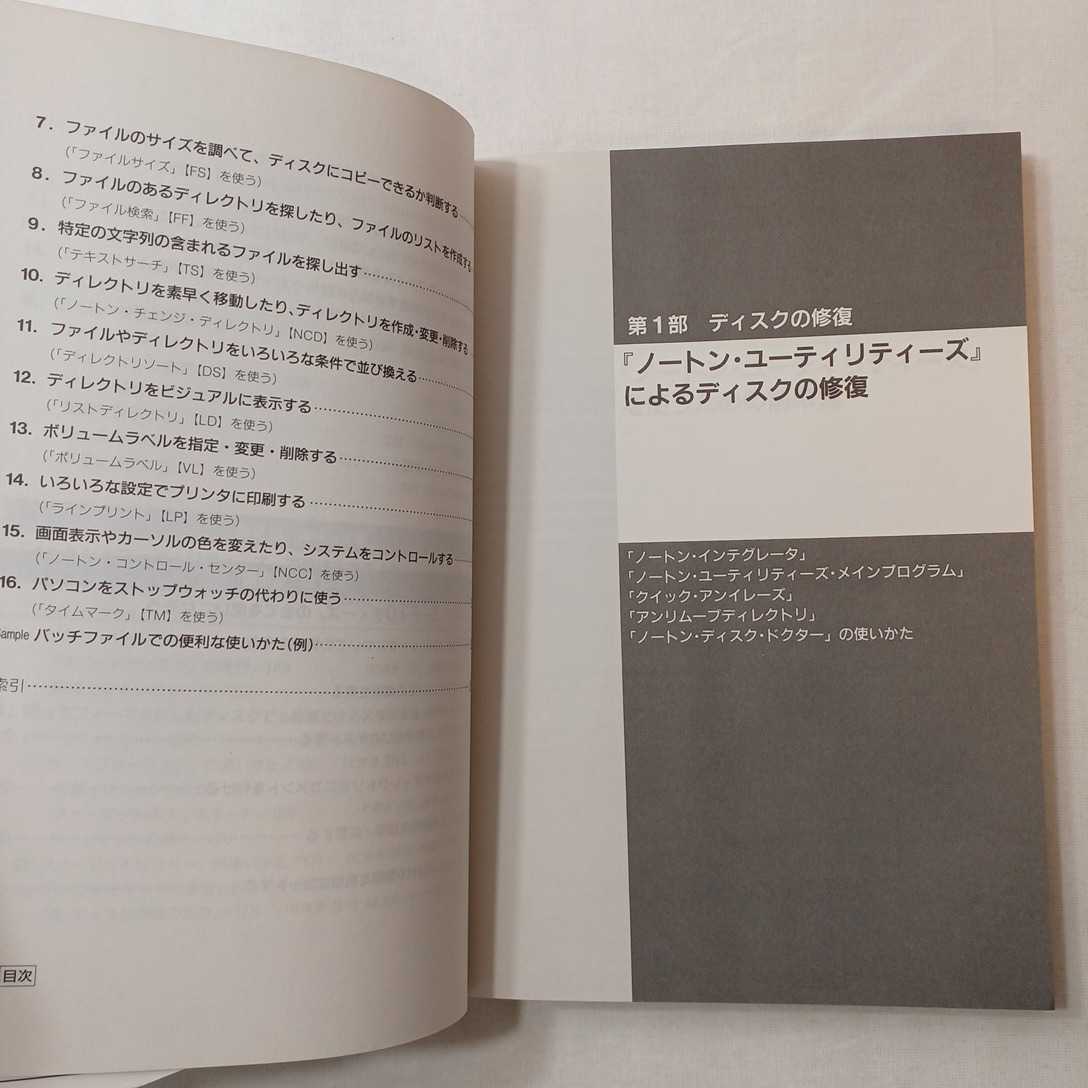 7. ファイルのサイズを調べて、ディスクにコピーできるか判断する……
(「ファイルサイズ」【FS】を使う)
8. ファイルのあるディレクトリを探したり、ファイルのリストを作成する
(「ファイル検索」【FF】を使う)
9. 特定の文字列の含まれるファイルを探し出す……
(「テキストサーチ」【TS】を使う)
10. ディレクトリを素早く移動したり、ディレクトリを作成・変更・削除する
(「ノートン・チェンジ・ディレクトリ」【NCD】を使う)
11. ファイルやディレクトリをいろいろな条件で並び換える……
(「ディレクトリソート」【DS】を使う)
12. ディレクトリをビジュアルに表示する……
(「リストディレクトリ」【LD】を使う)
13. ボリュームラベルを指定・変更・削除する……
(「ボリュームラベル」【VL】を使う)
14. いろいろな設定でプリンタに印刷する……
(「ラインプリント」【LP】を使う)
15. 画面表示やカーソルの色を変えたり、システムをコントロールする……
(「ノートン・コントロール・センター」【NCC】を使う)
16. パソコンをストップウォッチの代わりに使う……
(「タイムマーク」【TM】を使う)
Sample バッチファイルでの便利な使いかた(例)……
索引……
目次
第1部 ディスクの修復
『ノートン・ユーティリティーズ』
によるディスクの修復
「ノートン・インテグレータ」
「ノートン・ユーティリティーズ・メインプログラム」
「クイック・アンイレーズ」
「アンリムーブディレクトリ」
「ノートン・ディスク・ドクター」の使いかた